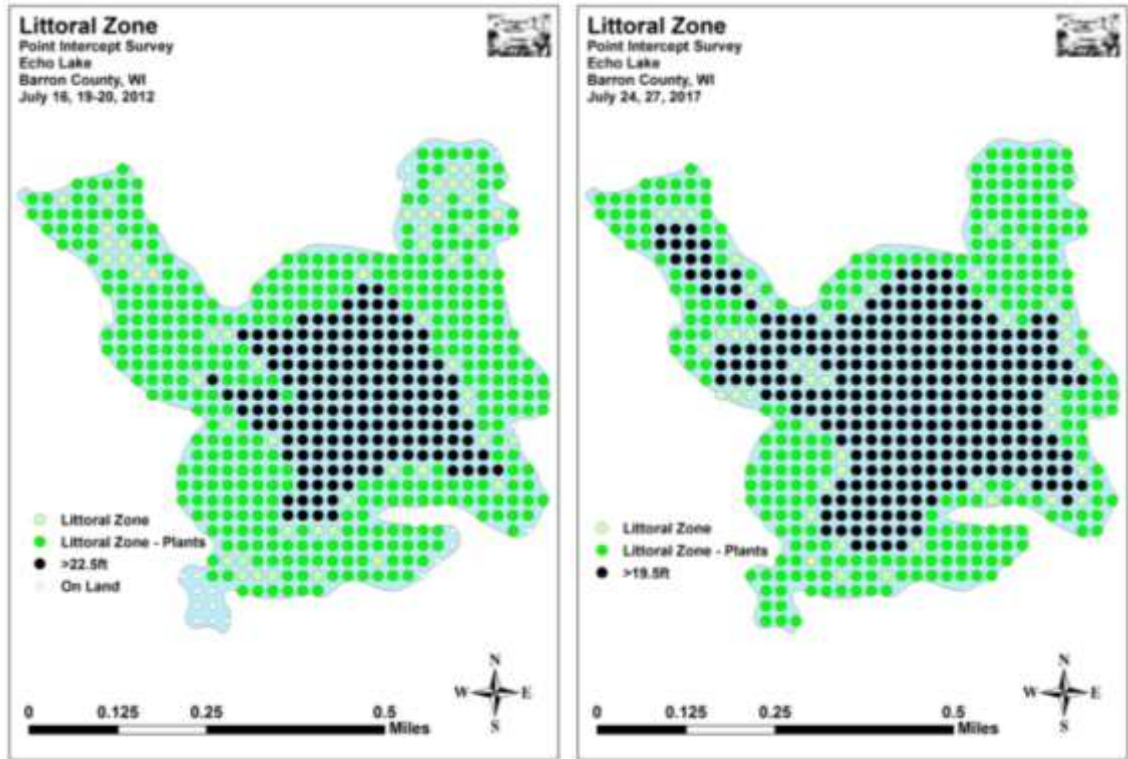 Littoral Zone
Point Intercept Survey
Echo Lake
Barron County, WI
July 16, 19-20, 2012
Littoral Zone
Littoral Zone - Plants
>22.5ft
On Land
N
W E
S
0 0.125 0.25 0.5
Miles
Littoral Zone
Point Intercept Survey
Echo Lake
Barron County, WI
July 24, 27, 2017
Littoral Zone
Littoral Zone - Plants
>19.5ft
N
W E
S
0 0.125 0.25 0.5
Miles